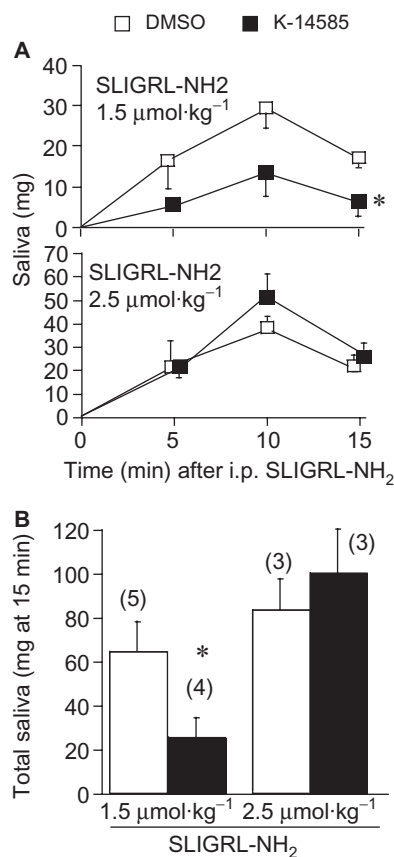 DMSO K-14585
A
SLIGRL-NH2
1.5 μmol·kg⁻¹
40
30
20
10
0
*
Saliva (mg)
SLIGRL-NH2
2.5 μmol·kg⁻¹
70
60
50
40
30
20
10
0
0 5 10 15
Time (min) after i.p. SLIGRL-NH₂
B
Total saliva (mg at 15 min)
120
100
80
60
40
20
0
(5)
*
(4)
(3)
(3)
1.5 μmol·kg⁻¹ 2.5 μmol·kg⁻¹
SLIGRL-NH₂